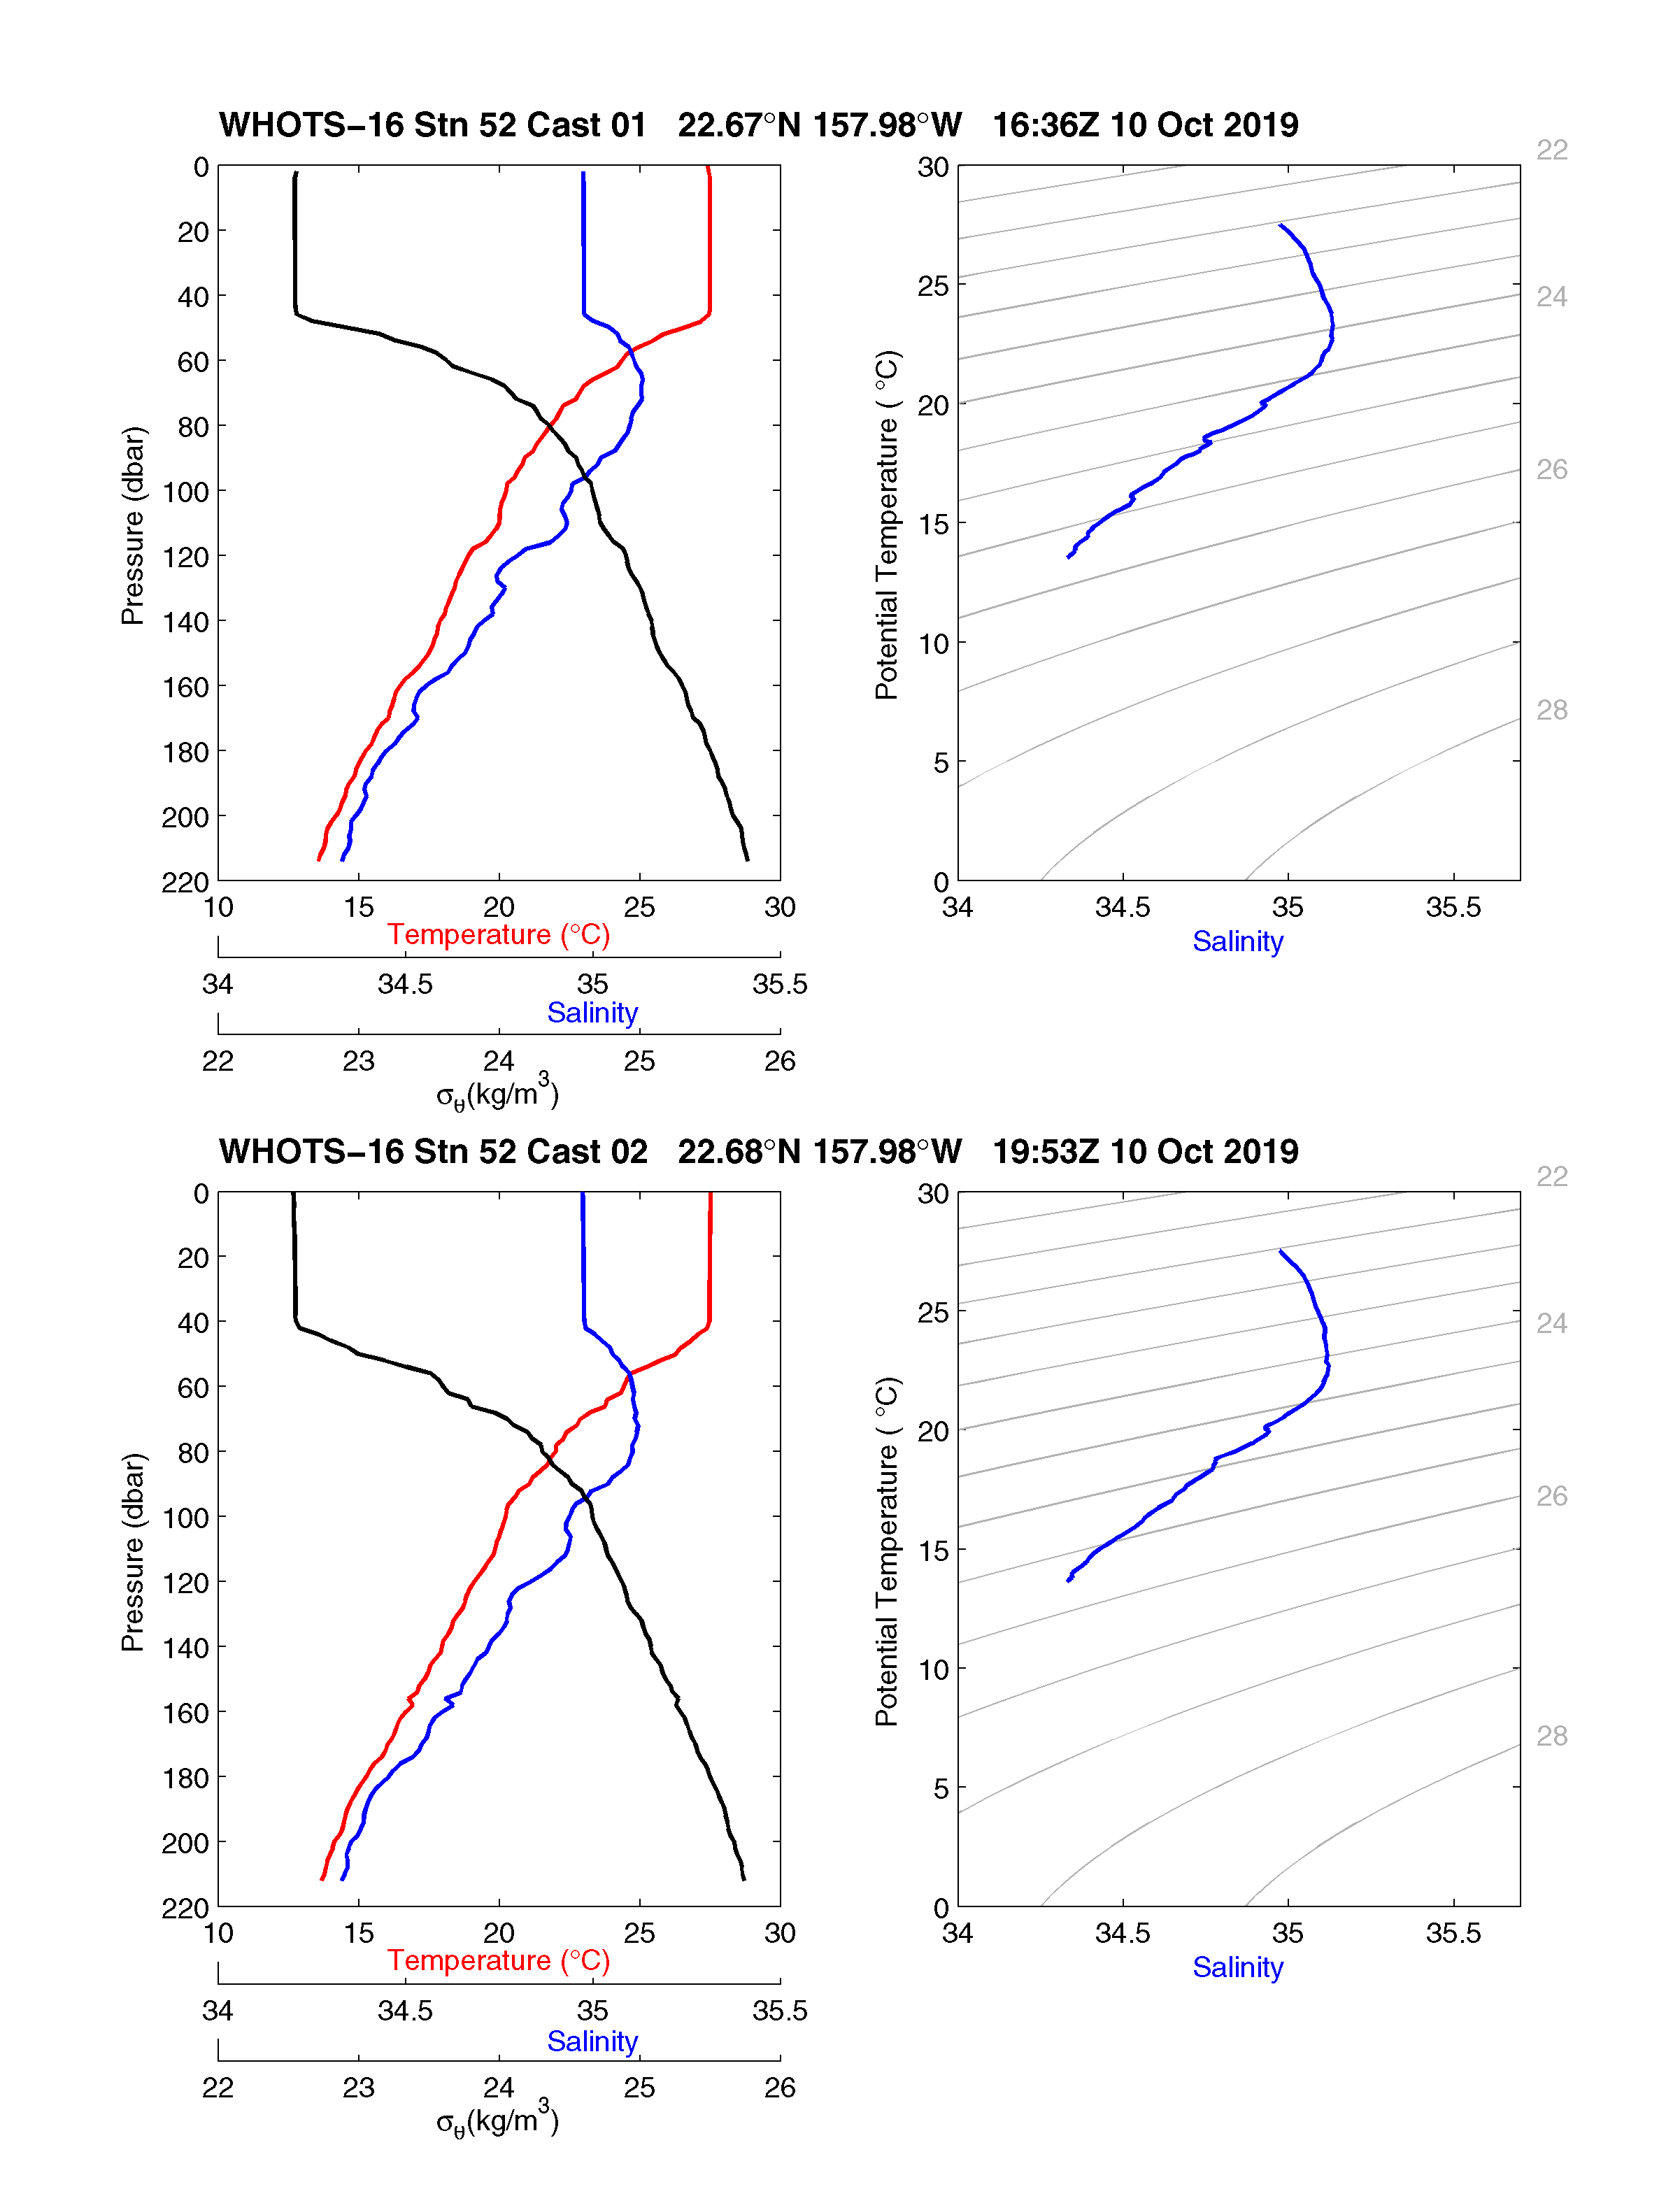 WHOTS−16 Stn 52 Cast 01   22.67°N 157.98°W   16:36Z 10 Oct 2019
0
20
40
60
80
100
120
140
160
180
200
220
Pressure (dbar)
10 15 20 25 30
Temperature (°C)
34 34.5 35 35.5
Salinity
22 23 24 25 26
σθ(kg/m3)
30
25
20
15
10
5
0
Potential Temperature ( °C)
34 34.5 35 35.5
Salinity
22
24
26
28
WHOTS−16 Stn 52 Cast 02   22.68°N 157.98°W   19:53Z 10 Oct 2019
0
20
40
60
80
100
120
140
160
180
200
220
Pressure (dbar)
10 15 20 25 30
Temperature (°C)
34 34.5 35 35.5
Salinity
22 23 24 25 26
σθ(kg/m3)
30
25
20
15
10
5
0
Potential Temperature ( °C)
34 34.5 35 35.5
Salinity
22
24
26
28